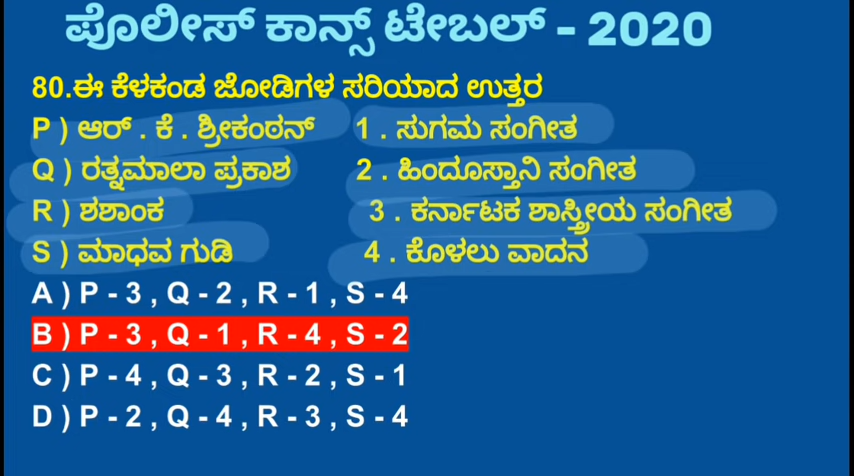 ಪೊಲೀಸ್ ಕಾನ್ಸ್ ಟೇಬಲ್ - 2020
80.ಈ ಕೆಳಕಂಡ ಜೋಡಿಗಳ ಸರಿಯಾದ ಉತ್ತರ
P ) ಆರ್ . ಕೆ . ಶ್ರೀಕಂಠನ್ 1 . ಸುಗಮ ಸಂಗೀತ
Q ) ರತ್ನಮಾಲಾ ಪ್ರಕಾಶ 2 . ಹಿಂದೂಸ್ತಾನಿ ಸಂಗೀತ
R ) ಶಶಾಂಕ 3 . ಕರ್ನಾಟಕ ಶಾಸ್ತ್ರೀಯ ಸಂಗೀತ
S ) ಮಾಧವ ಗುಡಿ 4 . ಕೊಳಲು ವಾದನ
A ) P - 3 , Q - 2 , R - 1 , S - 4
B ) P - 3 , Q - 1 , R - 4 , S - 2
C ) P - 4 , Q - 3 , R - 2 , S - 1
D ) P - 2 , Q - 4 , R - 3 , S - 4